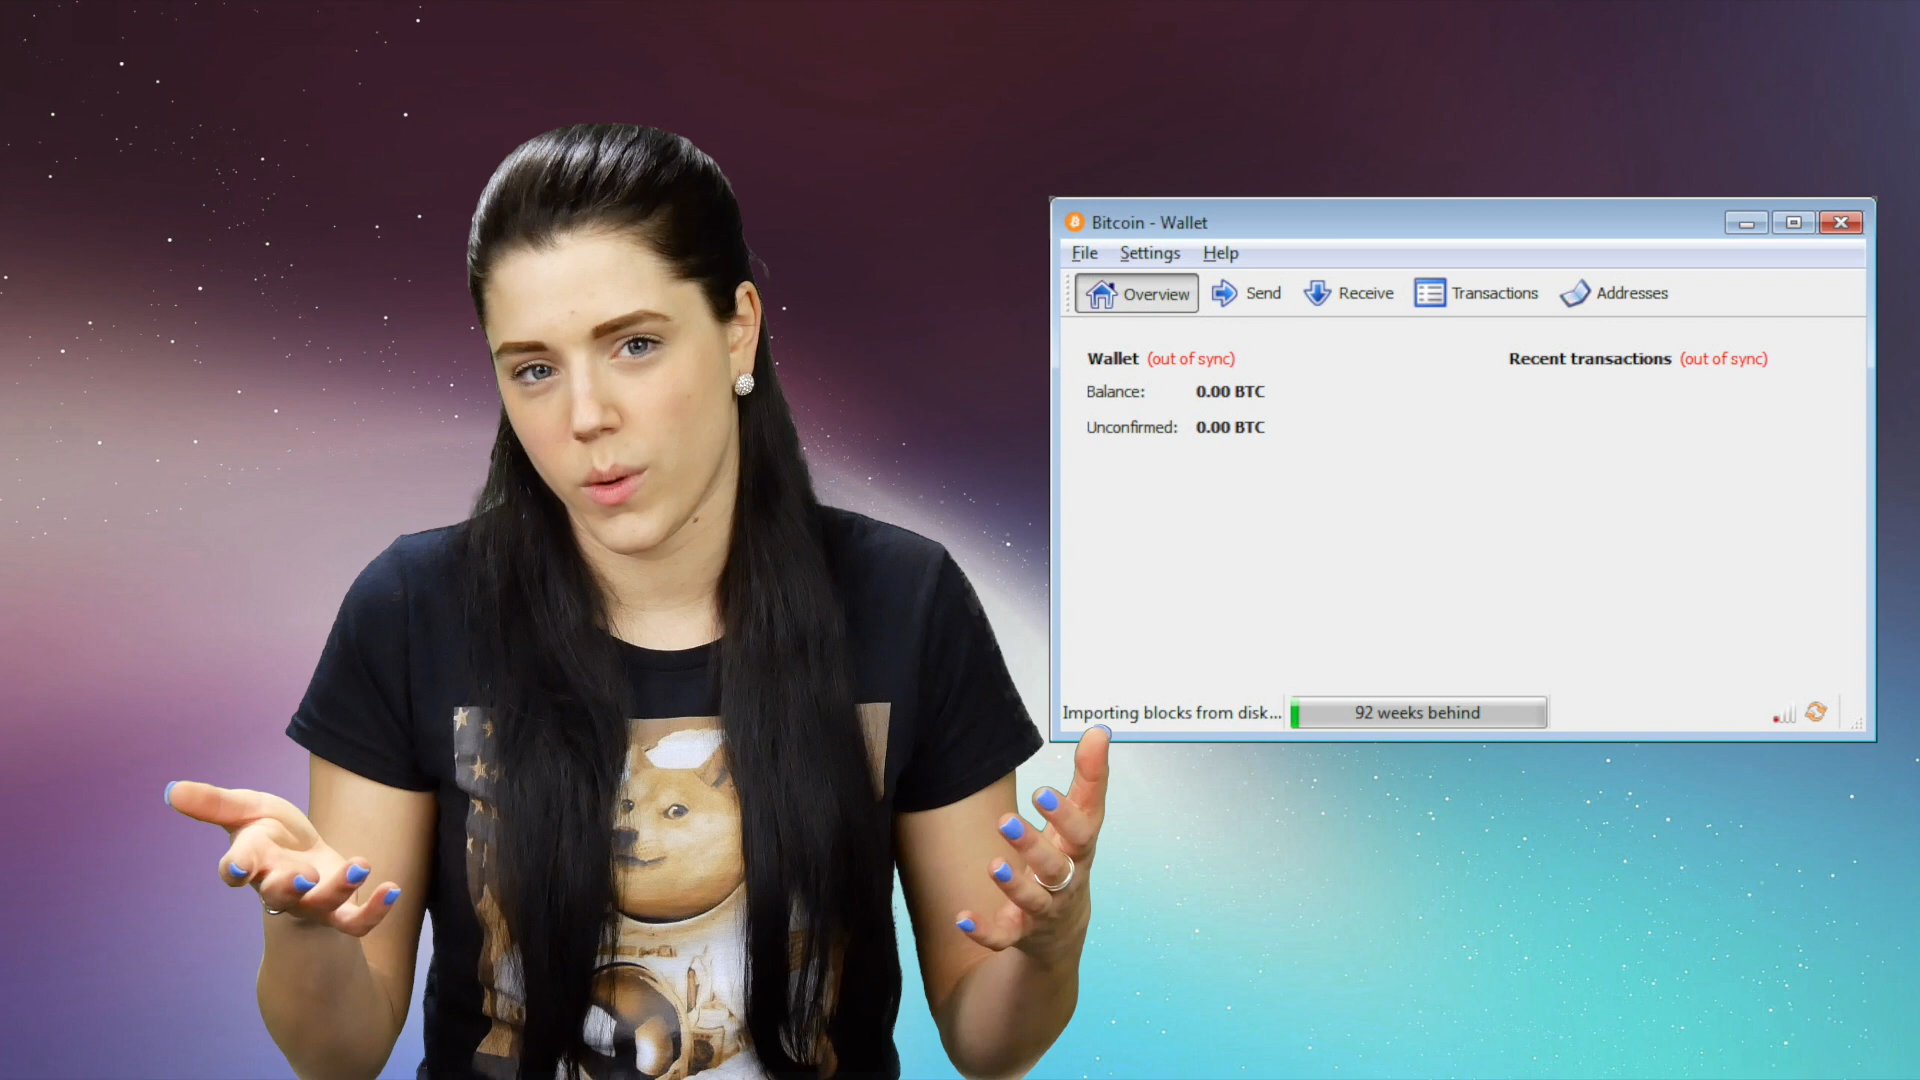 Bitcoin - Wallet
File Settings Help
Overview Send Receive Transactions Addresses
Wallet (out of sync) Recent transactions (out of sync)
Balance: 0.00 BTC
Unconfirmed: 0.00 BTC
Importing blocks from disk... 92 weeks behind